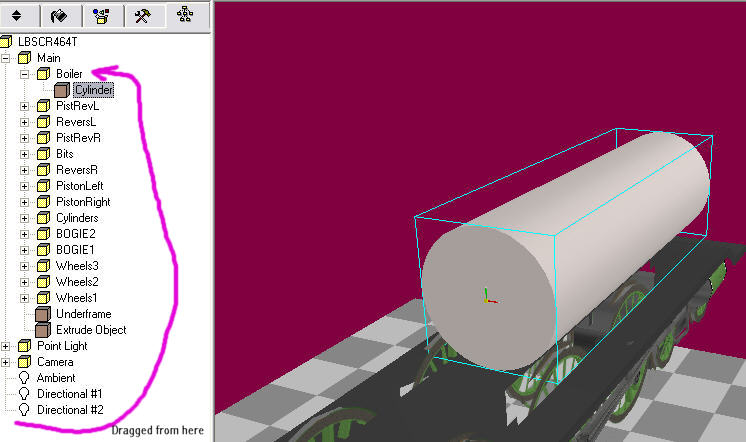 LBSCR464T
Main
Boiler
Cylinder
PistRevL
ReversL
PistRevR
Bits
ReversR
PistonLeft
PistonRight
Cylinders
BOGIE2
BOGIE1
Wheels3
Wheels2
Wheels1
Underframe
Extrude Object
Point Light
Camera
Ambient
Directional #1
Directional #2
Dragged from here